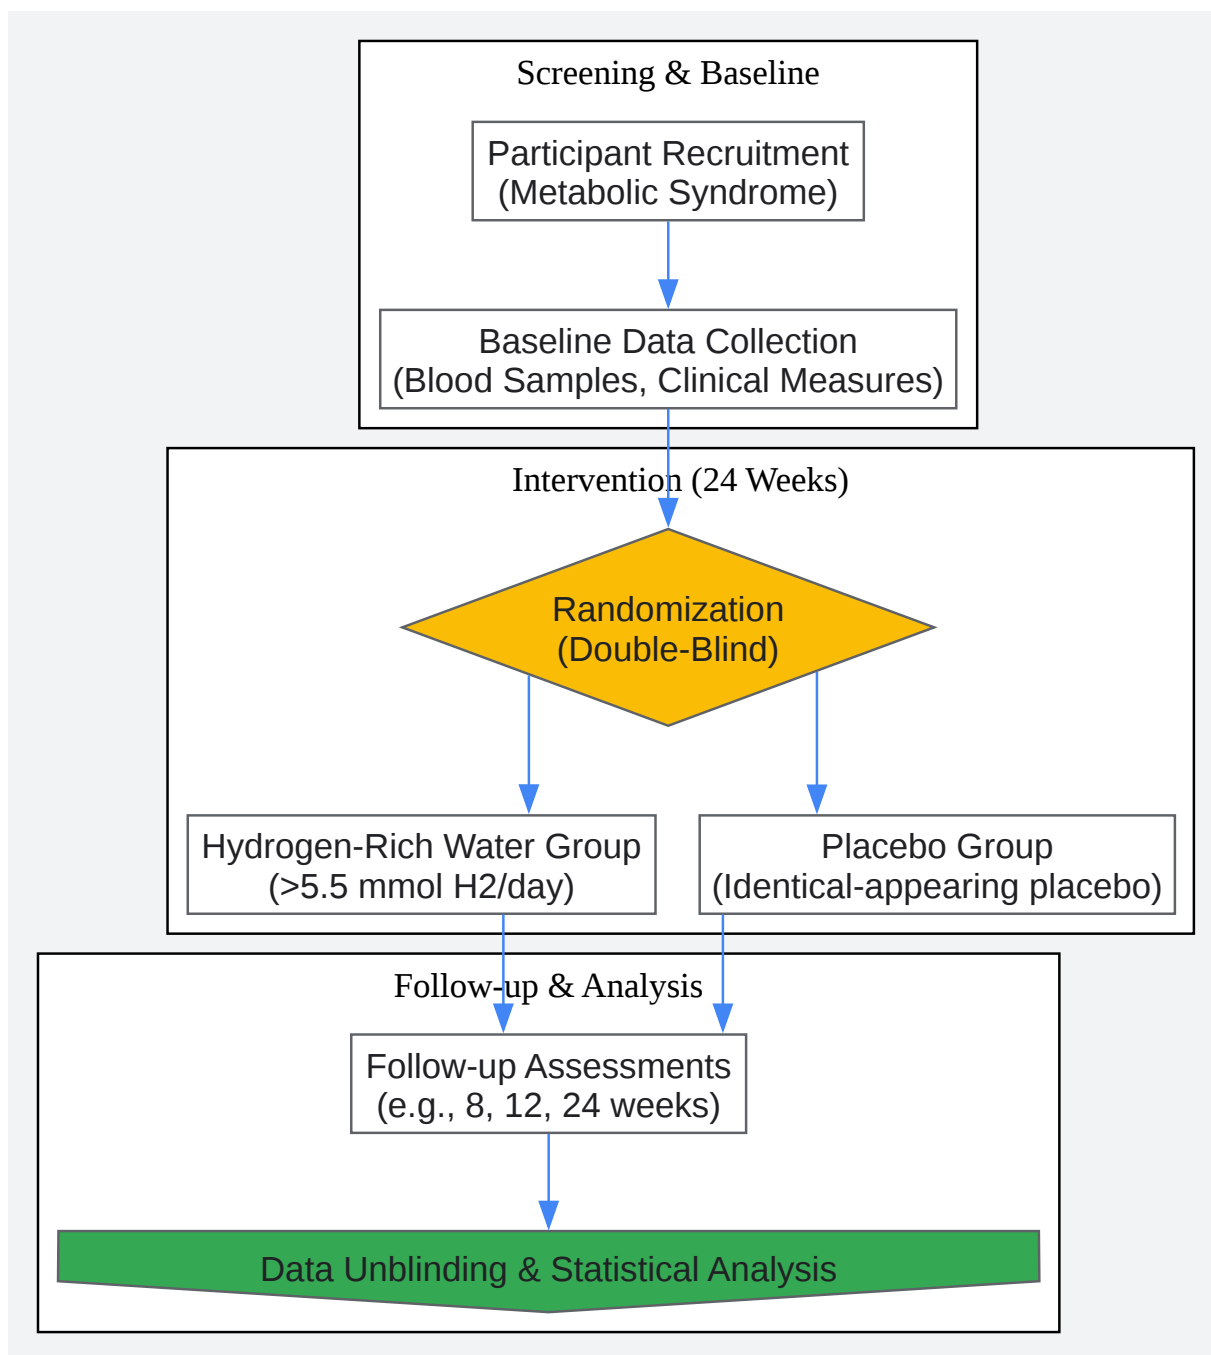 Screening & Baseline
Participant Recruitment
(Metabolic Syndrome)
Baseline Data Collection
(Blood Samples, Clinical Measures)
Intervention (24 Weeks)
Randomization
(Double-Blind)
Hydrogen-Rich Water Group
(>5.5 mmol H2/day)
Placebo Group
(Identical-appearing placebo)
Follow-up & Analysis
Follow-up Assessments
(e.g., 8, 12, 24 weeks)
Data Unblinding & Statistical Analysis